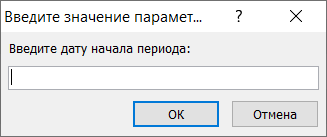 Введите значение парамет...
?
Введите дату начала периода:
ОК
Отмена